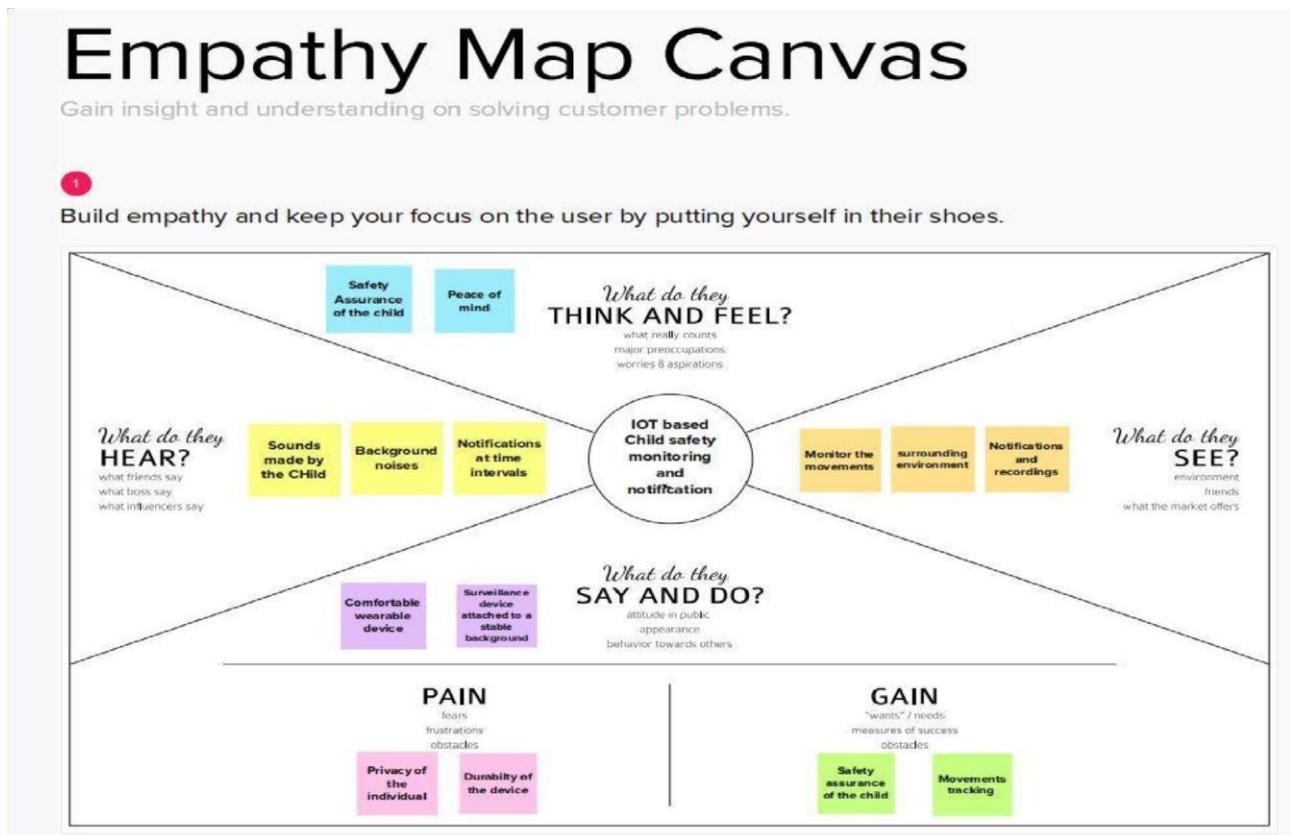 Empathy Map Canvas
Gain insight and understanding on solving customer problems.
1
Build empathy and keep your focus on the user by putting yourself in their shoes.
Safety
Assurance
of the child
Peace of
mind
What do they
THINK AND FEEL?
what really counts
major preoccupations
worries & aspirations
What do they
HEAR?
what friends say
what boss say
what influencers say
Sounds
made by
the CHild
Background
noises
Notifications
at time
intervals
IOT based
Child safety
monitoring
and
notification
Monitor the
movements
surrounding
environment
Notifications
and
recordings
What do they
SEE?
environment
friends
what the market offers
What do they
SAY AND DO?
attitude in public
appearance
behavior towards others
Comfortable
wearable
device
Surveillance
device
attached to a
stable
background
PAIN
fears
frustrations
obstacles
Privacy of
the
individual
Durabilty of
the device
GAIN
"wants" / needs
measures of success
obstacles
Safety
assurance
of the child
Movements
tracking